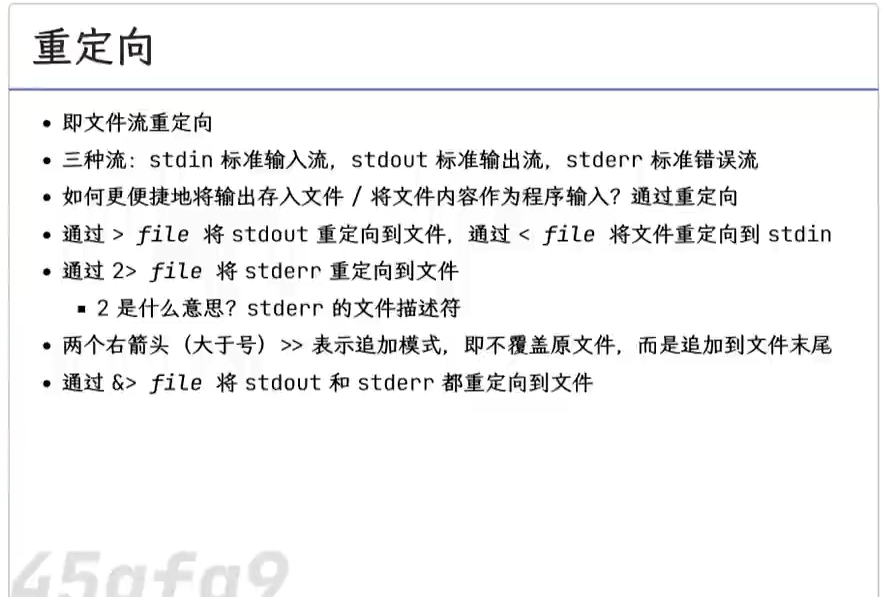 重定向
• 即文件流重定向
• 三种流：stdin 标准输入流，stdout 标准输出流，stderr 标准错误流
• 如何更便捷地将输出存入文件 / 将文件内容作为程序输入？通过重定向
• 通过 > file 将 stdout 重定向到文件，通过 < file 将文件重定向到 stdin
• 通过 2> file 将 stderr 重定向到文件
▪ 2 是什么意思？stderr 的文件描述符
• 两个右箭头（大于号）>> 表示追加模式，即不覆盖原文件，而是追加到文件末尾
• 通过 &> file 将 stdout 和 stderr 都重定向到文件